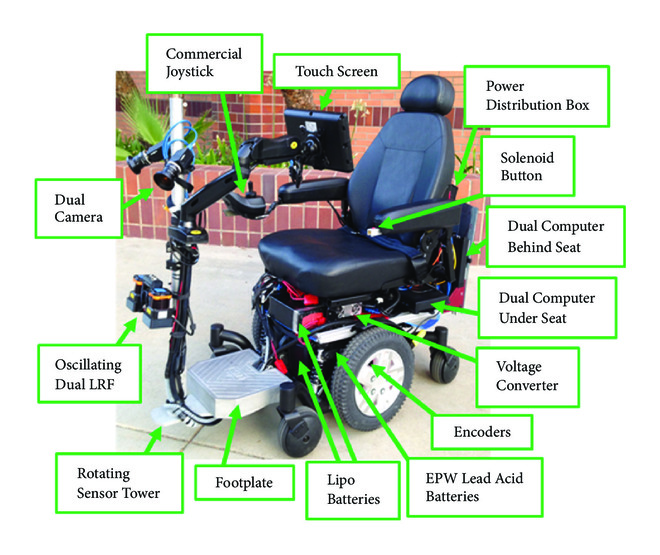 Commercial
Joystick
Touch Screen
Power
Distribution Box
Solenoid
Button
Dual
Camera
Dual Computer
Behind Seat
Dual Computer
Under Seat
Oscillating
Dual LRF
Voltage
Converter
Encoders
Rotating
Sensor Tower
Footplate
Lipo
Batteries
EPW Lead Acid
Batteries